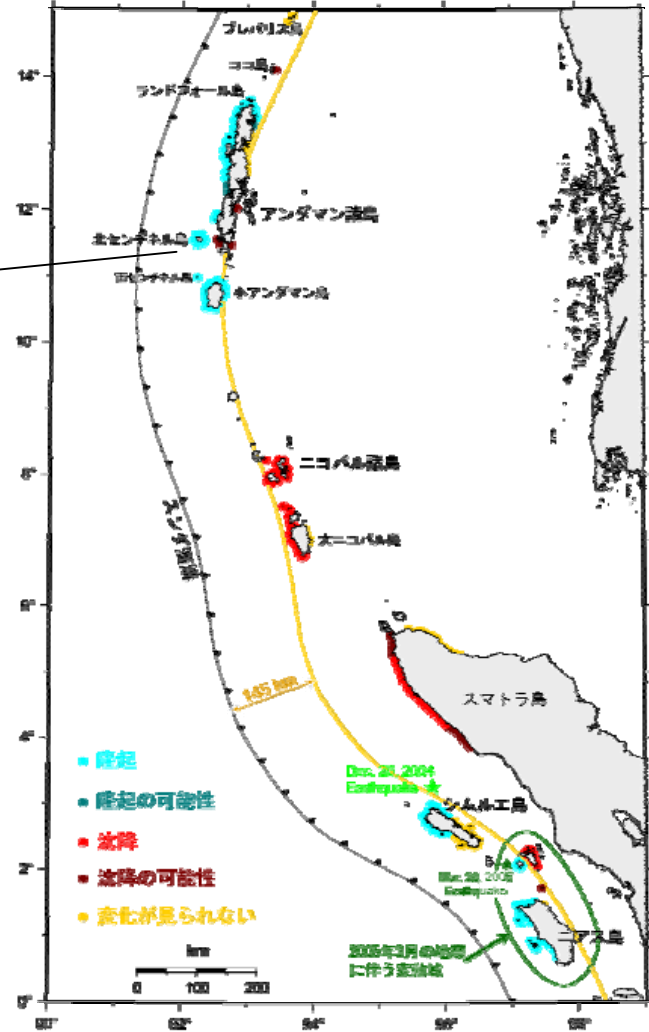 プレパリス島
14°
ココ島
ランドフォール島
12°
アンダマン諸島
北センチネル島
南センチネル島
小アンダマン島
10°
8°
ニコバル諸島
大ニコバル島
スンダ海溝
6°
145 km
スマトラ島
4°
隆起
隆起の可能性
沈降
沈降の可能性
変化が見られない
Dec. 26, 2004
Earthquake
シムルエ島
2°
Mar. 28, 2005
Earthquake
ニアス島
2005年3月の地震
に伴う変動域
km
0 100 200
0°
92° 94° 96° 98°